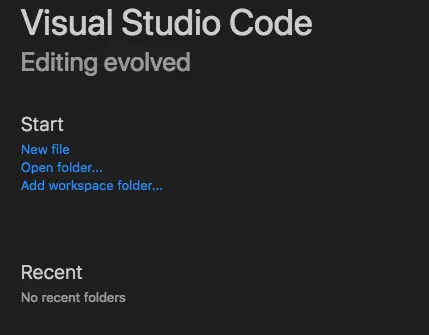 Visual Studio Code
Editing evolved
Start
New file
Open folder...
Add workspace folder...
Recent
No recent folders